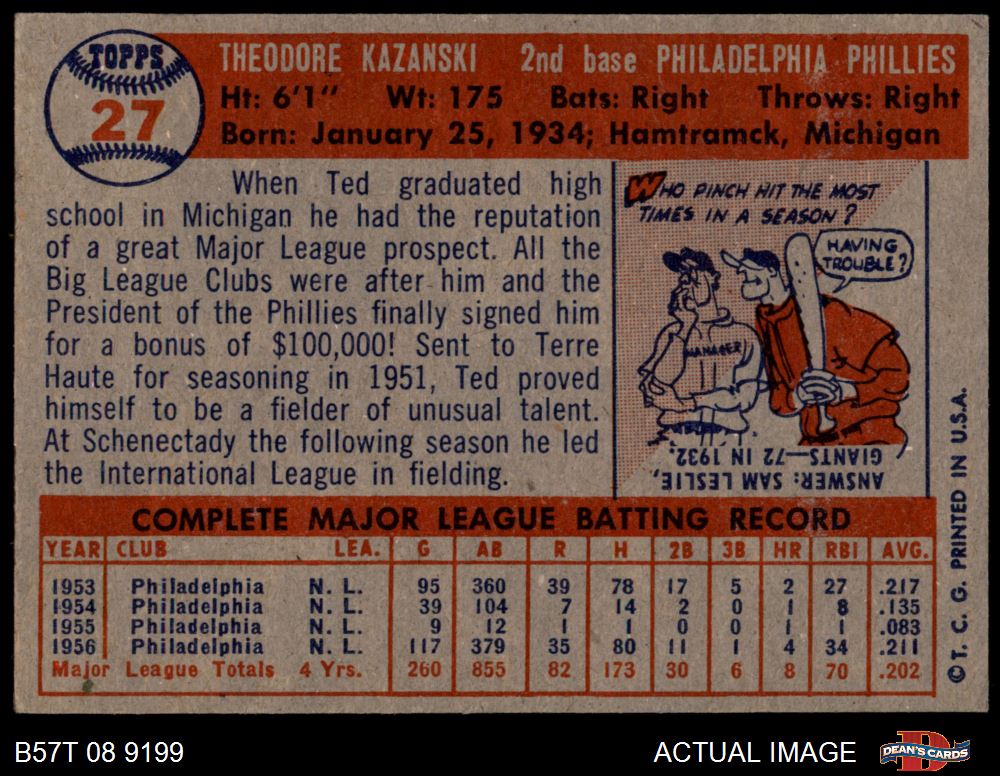 TOPPS
27
THEODORE KAZANSKI 2nd base PHILADELPHIA PHILLIES
Ht: 6'1" Wt: 175 Bats: Right Throws: Right
Born: January 25, 1934; Hamtramck, Michigan
When Ted graduated high
school in Michigan he had the reputation
of a great Major League prospect. All the
Big League Clubs were after him and the
President of the Phillies finally signed him
for a bonus of $100,000! Sent to Terre
Haute for seasoning in 1951, Ted proved
himself to be a fielder of unusual talent.
At Schenectady the following season he led
the International League in fielding.
WHO PINCH HIT THE MOST
TIMES IN A SEASON?
HAVING
TROUBLE?
MANAGER
ANSWER: SAM LESLIE,
GIANTS—72 IN 1932.
COMPLETE MAJOR LEAGUE BATTING RECORD
YEAR CLUB LEA. G AB R H 2B 3B HR RBI AVG.
1953 Philadelphia N. L. 95 360 39 78 17 5 2 27 .217
1954 Philadelphia N. L. 39 104 7 14 2 0 1 8 .135
1955 Philadelphia N. L. 9 12 1 1 0 0 1 1 .083
1956 Philadelphia N. L. 117 379 35 80 11 1 4 34 .211
Major League Totals 4 Yrs. 260 855 82 173 30 6 8 70 .202
©T. C. G. PRINTED IN U.S.A.
B57T 08 9199
ACTUAL IMAGE
D
DEAN'S CARDS